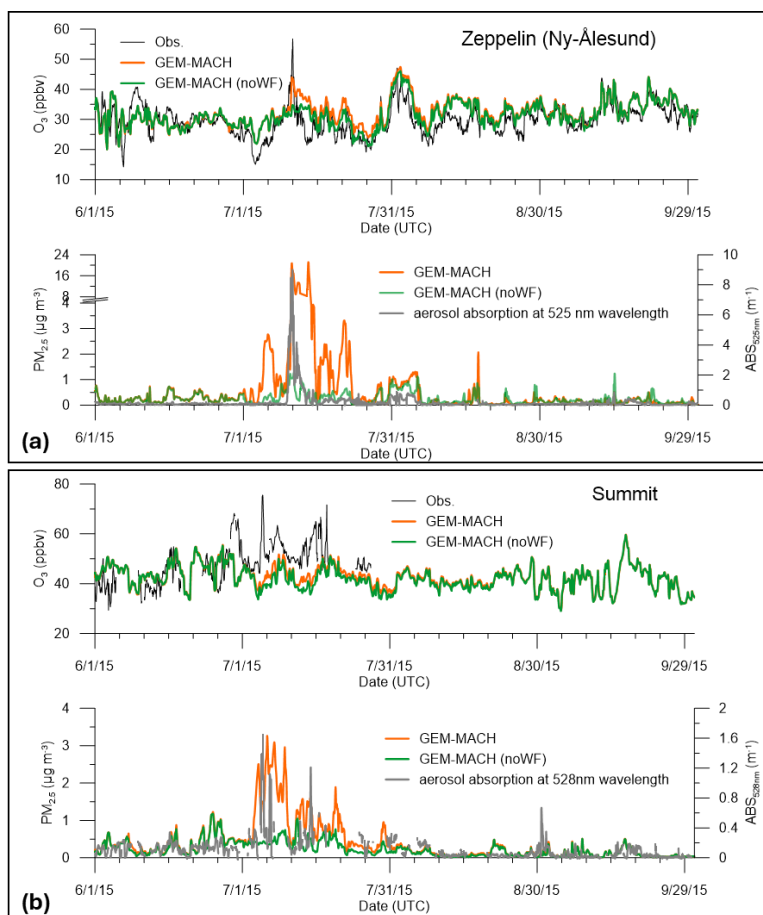 60
50
40
30
20
10
O₃ (ppbv)
Obs.
GEM-MACH
GEM-MACH (noWF)
Zeppelin (Ny-Ålesund)
6/1/15 7/1/15 7/31/15 8/30/15 9/29/15
Date (UTC)
24
16
8
4
3
2
1
0
PM₂.₅ (µg m⁻³)
GEM-MACH
GEM-MACH (noWF)
aerosol absorption at 525 nm wavelength
10
8
6
4
2
0
ABS₅₂₅ₙₘ (m⁻¹)
6/1/15 7/1/15 7/31/15 8/30/15 9/29/15
Date (UTC)
(a)
80
60
40
20
O₃ (ppbv)
Obs.
GEM-MACH
GEM-MACH (noWF)
Summit
6/1/15 7/1/15 7/31/15 8/30/15 9/29/15
Date (UTC)
4
3
2
1
0
PM₂.₅ (µg m⁻³)
GEM-MACH
GEM-MACH (noWF)
aerosol absorption at 528nm wavelength
2
1.6
1.2
0.8
0.4
0
ABS₅₂₈ₙₘ (m⁻¹)
6/1/15 7/1/15 7/31/15 8/30/15 9/29/15
Date (UTC)
(b)